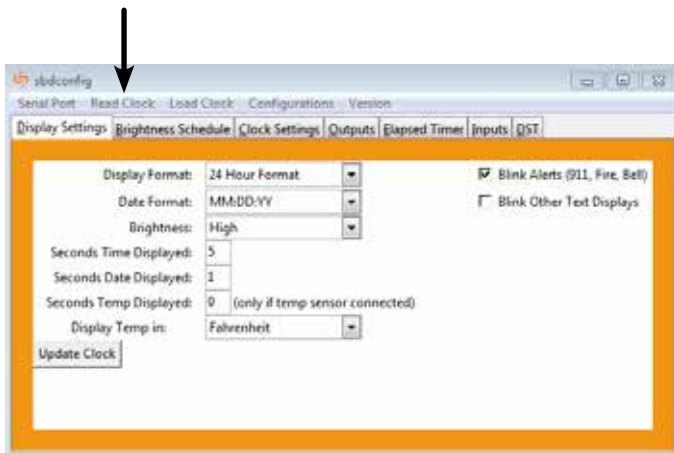 sbdconfig
Serial Port Read Clock Load Clock Configurations Version
Display Settings Brightness Schedule Clock Settings Outputs Elapsed Timer Inputs DST
Display Format: 24 Hour Format Blink Alerts (911, Fire, Bell)
Date Format: MM:DD:YY Blink Other Text Displays
Brightness: High
Seconds Time Displayed: 5
Seconds Date Displayed: 1
Seconds Temp Displayed: 0 (only if temp sensor connected)
Display Temp in: Fahrenheit
Update Clock